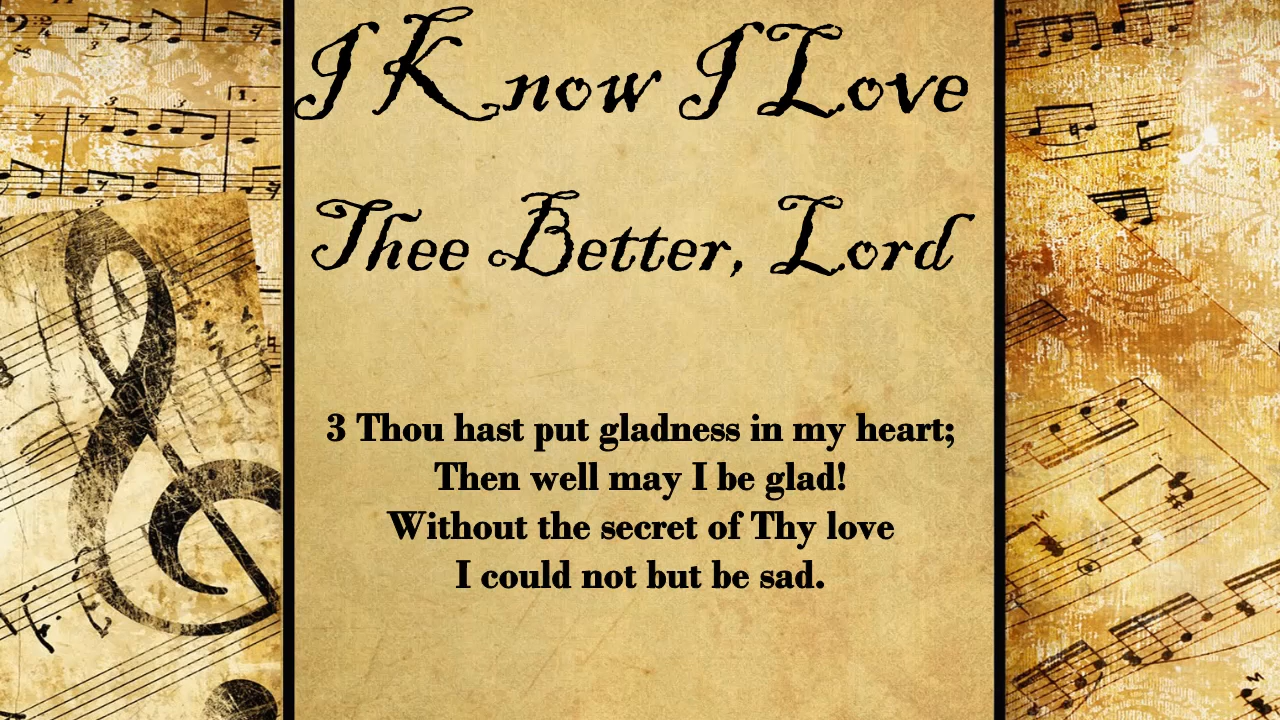 I Know I Love
Thee Better, Lord
3 Thou hast put gladness in my heart;
Then well may I be glad!
Without the secret of Thy love
I could not but be sad.